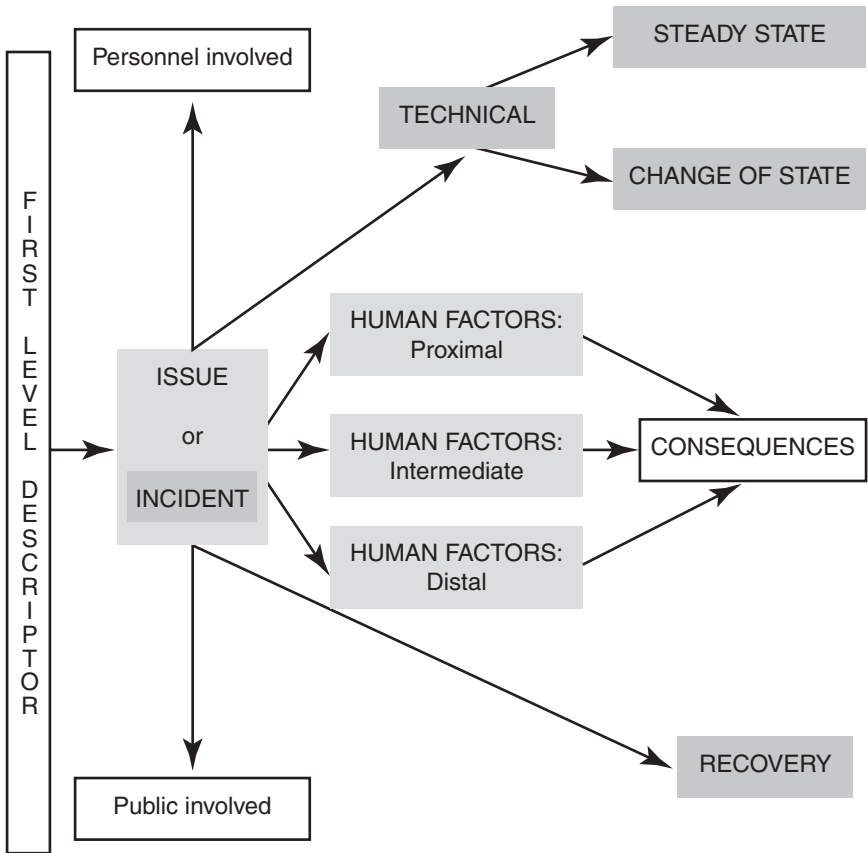 FIRST LEVEL DESCRIPTOR
Personnel involved
STEADY STATE
TECHNICAL
CHANGE OF STATE
HUMAN FACTORS:
Proximal
ISSUE
or
INCIDENT
HUMAN FACTORS:
Intermediate
CONSEQUENCES
HUMAN FACTORS:
Distal
RECOVERY
Public involved